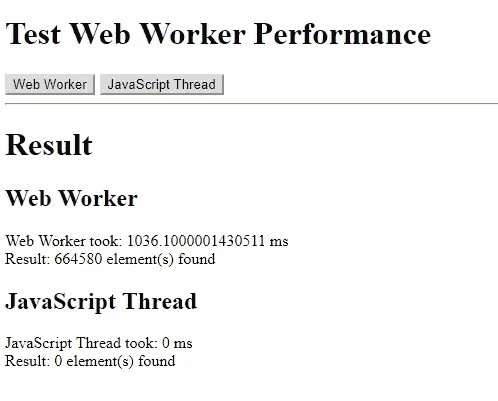 Test Web Worker Performance
Web Worker JavaScript Thread
Result
Web Worker
Web Worker took: 1036.1000001430511 ms
Result: 664580 element(s) found
JavaScript Thread
JavaScript Thread took: 0 ms
Result: 0 element(s) found